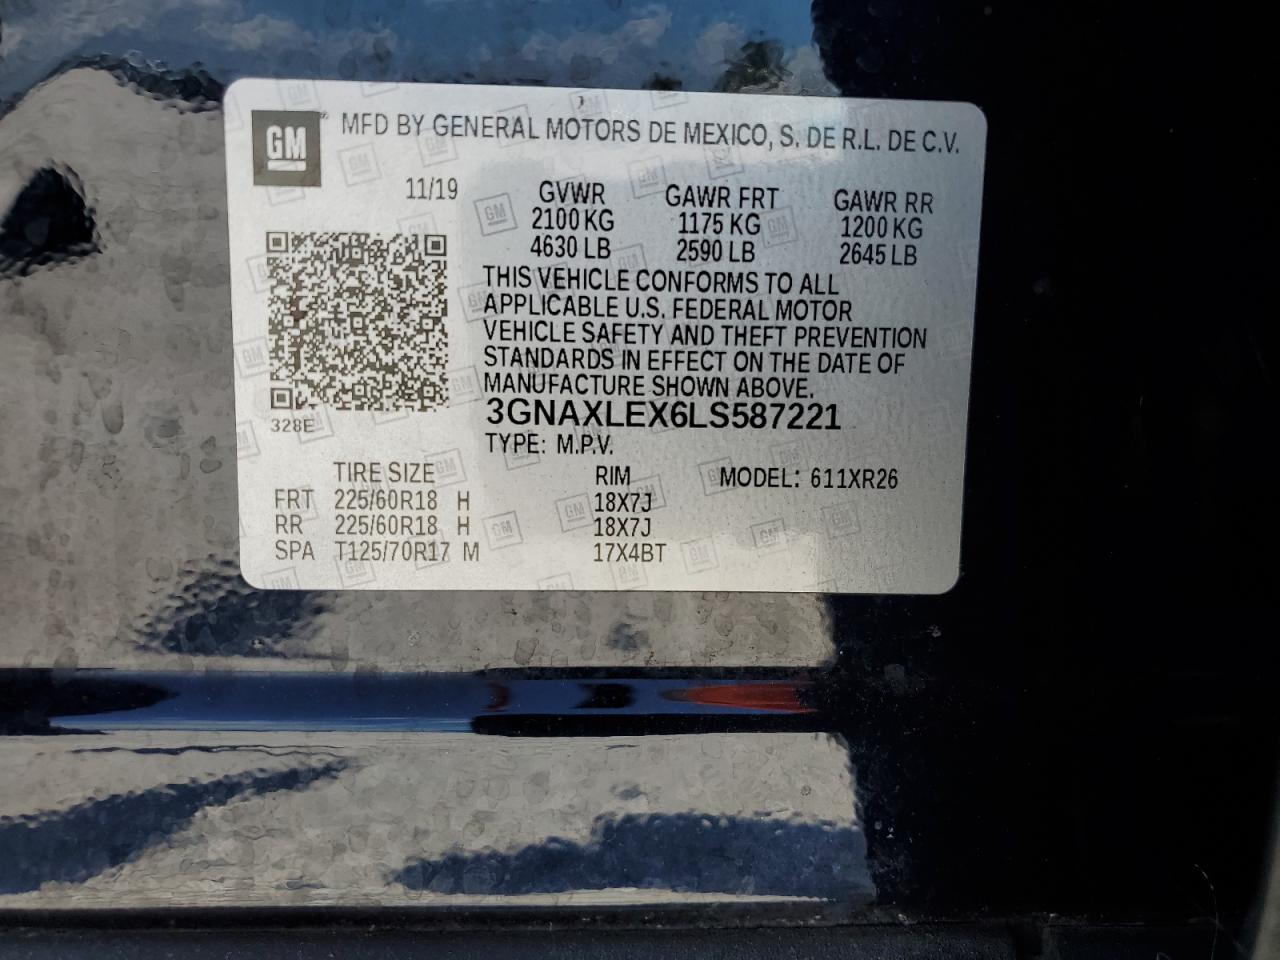 GM MFD BY GENERAL MOTORS DE MEXICO, S. DE R.L. DE C.V.
11/19 GVWR GAWR FRT GAWR RR
2100 KG 1175 KG 1200 KG
4630 LB 2590 LB 2645 LB
THIS VEHICLE CONFORMS TO ALL
APPLICABLE U.S. FEDERAL MOTOR
VEHICLE SAFETY AND THEFT PREVENTION
STANDARDS IN EFFECT ON THE DATE OF
MANUFACTURE SHOWN ABOVE.
3GNAXLEX6LS587221
328E
TYPE: M.P.V.
TIRE SIZE RIM MODEL: 611XR26
FRT 225/60R18 H 18X7J
RR 225/60R18 H 18X7J
SPA T125/70R17 M 17X4BT